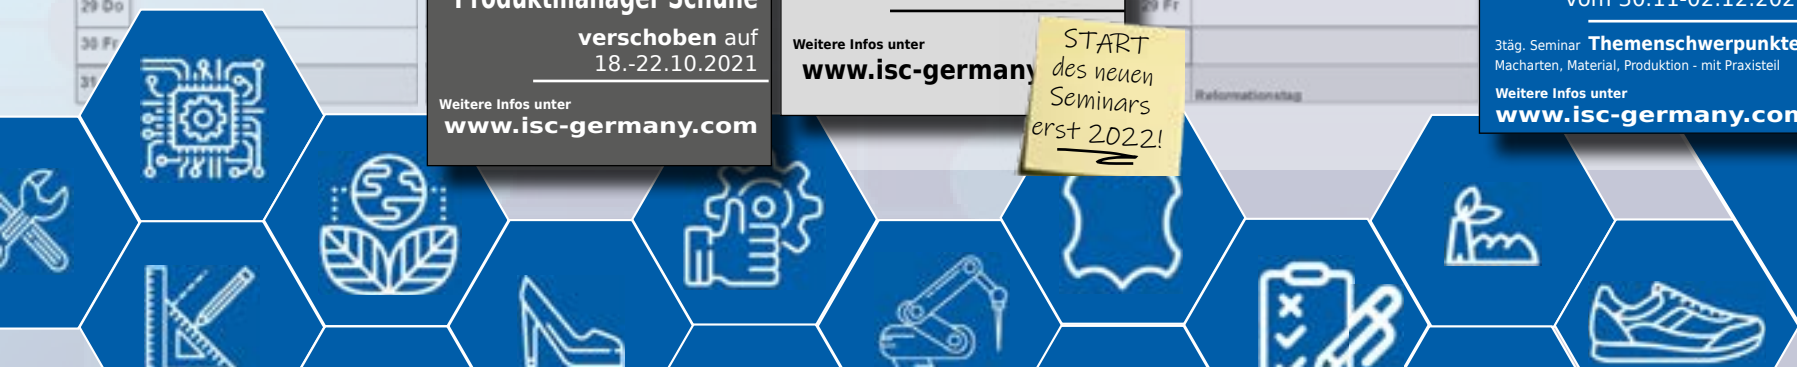 29 Do
30 Fr
31
Produktmanager Schuhe
verschoben auf
18.-22.10.2021
Weitere Infos unter
www.isc-germany.com
Weitere Infos unter
www.isc-germany
START
des neuen
Seminars
erst 2022!
29 Fr
Reformationstag
vom 30.11-02.12.202
3täg. Seminar Themenschwerpunkte
Macharten, Material, Produktion - mit Praxisteil
Weitere Infos unter
www.isc-germany.com